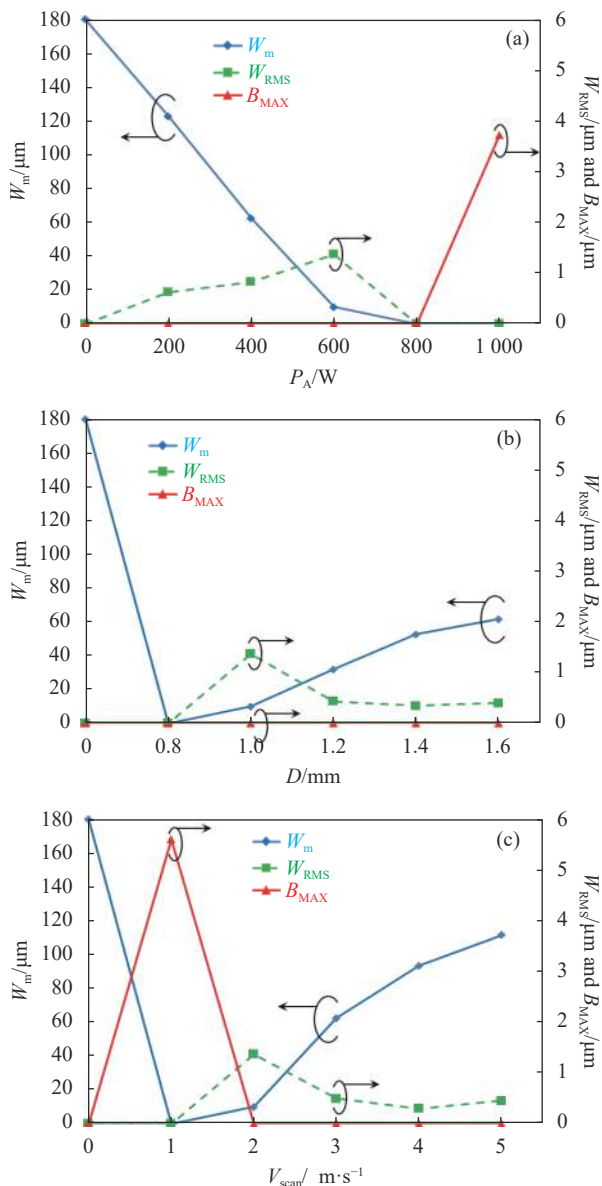 (a)
W_m
W_RMS
B_MAX
180
160
140
120
100
80
60
40
20
0
W_m/μm
6
5
4
3
2
1
0
W_RMS/μm and B_MAX/μm
0 200 400 600 800 1 000
P_A/W
(b)
W_m
W_RMS
B_MAX
180
160
140
120
100
80
60
40
20
0
W_m/μm
6
5
4
3
2
1
0
W_RMS/μm and B_MAX/μm
0 0.8 1.0 1.2 1.4 1.6
D/mm
(c)
W_m
W_RMS
B_MAX
180
160
140
120
100
80
60
40
20
0
W_m/μm
6
5
4
3
2
1
0
W_RMS/μm and B_MAX/μm
0 1 2 3 4 5
V_scan/ m·s⁻¹